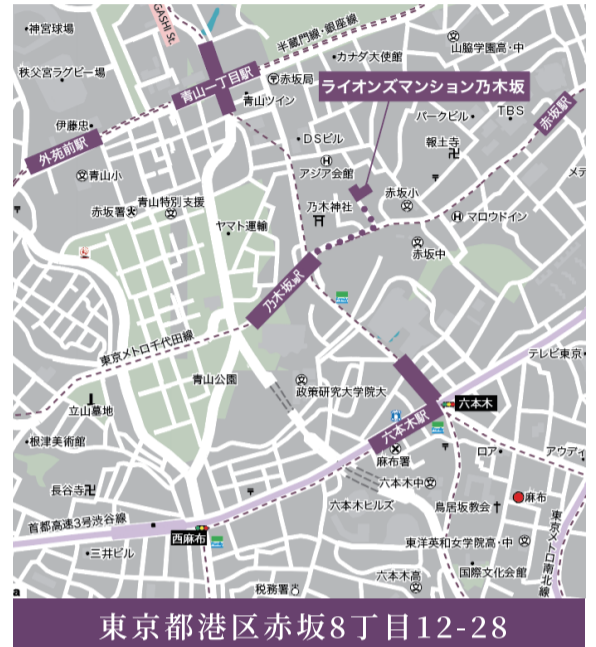 GASHI St.
神宮球場
半蔵門線・銀座線
カナダ大使館
山脇学園高・中
秩父宮ラグビー場
青山一丁目駅
赤坂局
ライオンズマンション乃木坂
青山ツイン
パークビル
TBS
赤坂駅
伊藤忠
外苑前駅
DSビル
報土寺
アジア会館
青山小
メデ
赤坂小
青山特別支援
乃木神社
赤坂署
マロウドイン
ヤマト運輸
赤坂中
乃木坂駅
東京メトロ千代田線
テレビ東京
青山公園
政策研究大学院大
六本木
立山墓地
六本木駅
根津美術館
麻布署
ロア
アウディ
長谷寺
六本木中
麻布
六本木ヒルズ
鳥居坂教会
首都高速3号渋谷線
西麻布
東洋英和女学院高・中
東京メトロ南北線
三井ビル
国際文化会館
六本木高
税務署
a
東京都港区赤坂8丁目12-28